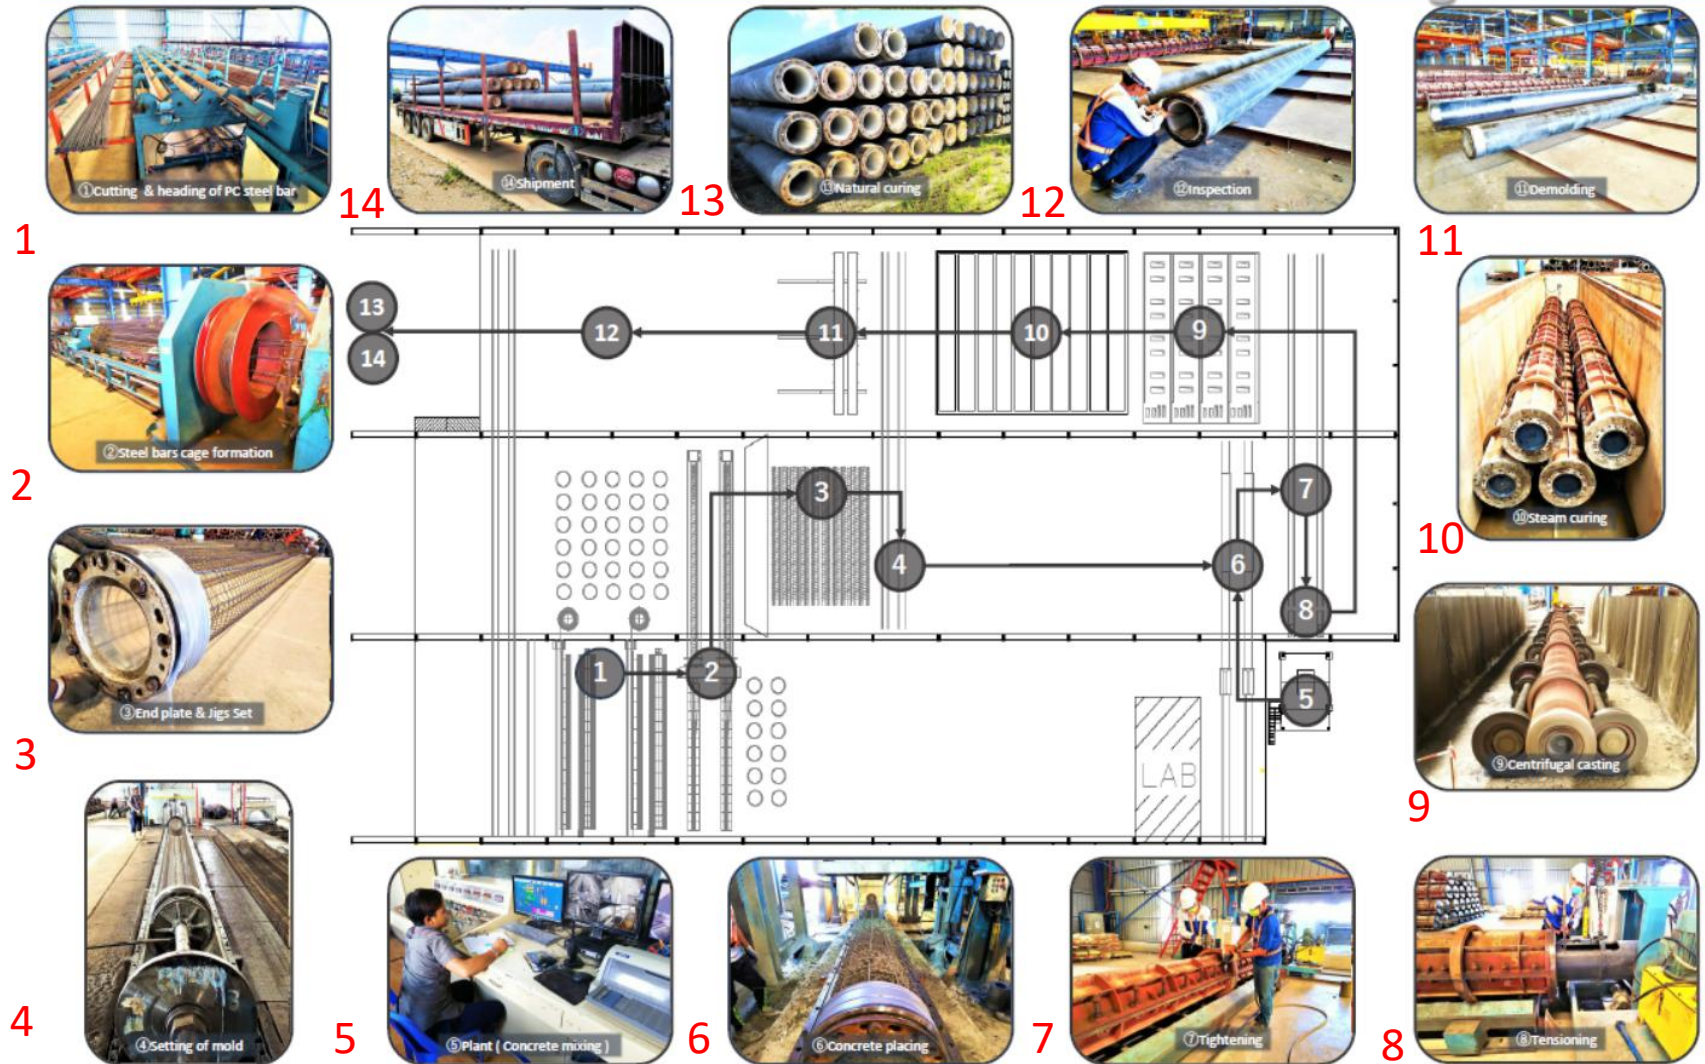 ①Cutting & heading of PC steel bar
⑭Shipment
⑬Natural curing
⑫Inspection
⑪Demolding
1
14
13
12
11
②Steel bars cage formation
2
13
14
12
11
10
9
⑩Steam curing
10
③End plate & Jigs Set
3
3
7
4
6
8
1
2
5
LAB
⑨Centrifugal casting
9
④Setting of mold
4
⑤Plant ( Concrete mixing )
5
⑥Concrete placing
6
⑦Tightening
7
⑧Tensioning
8